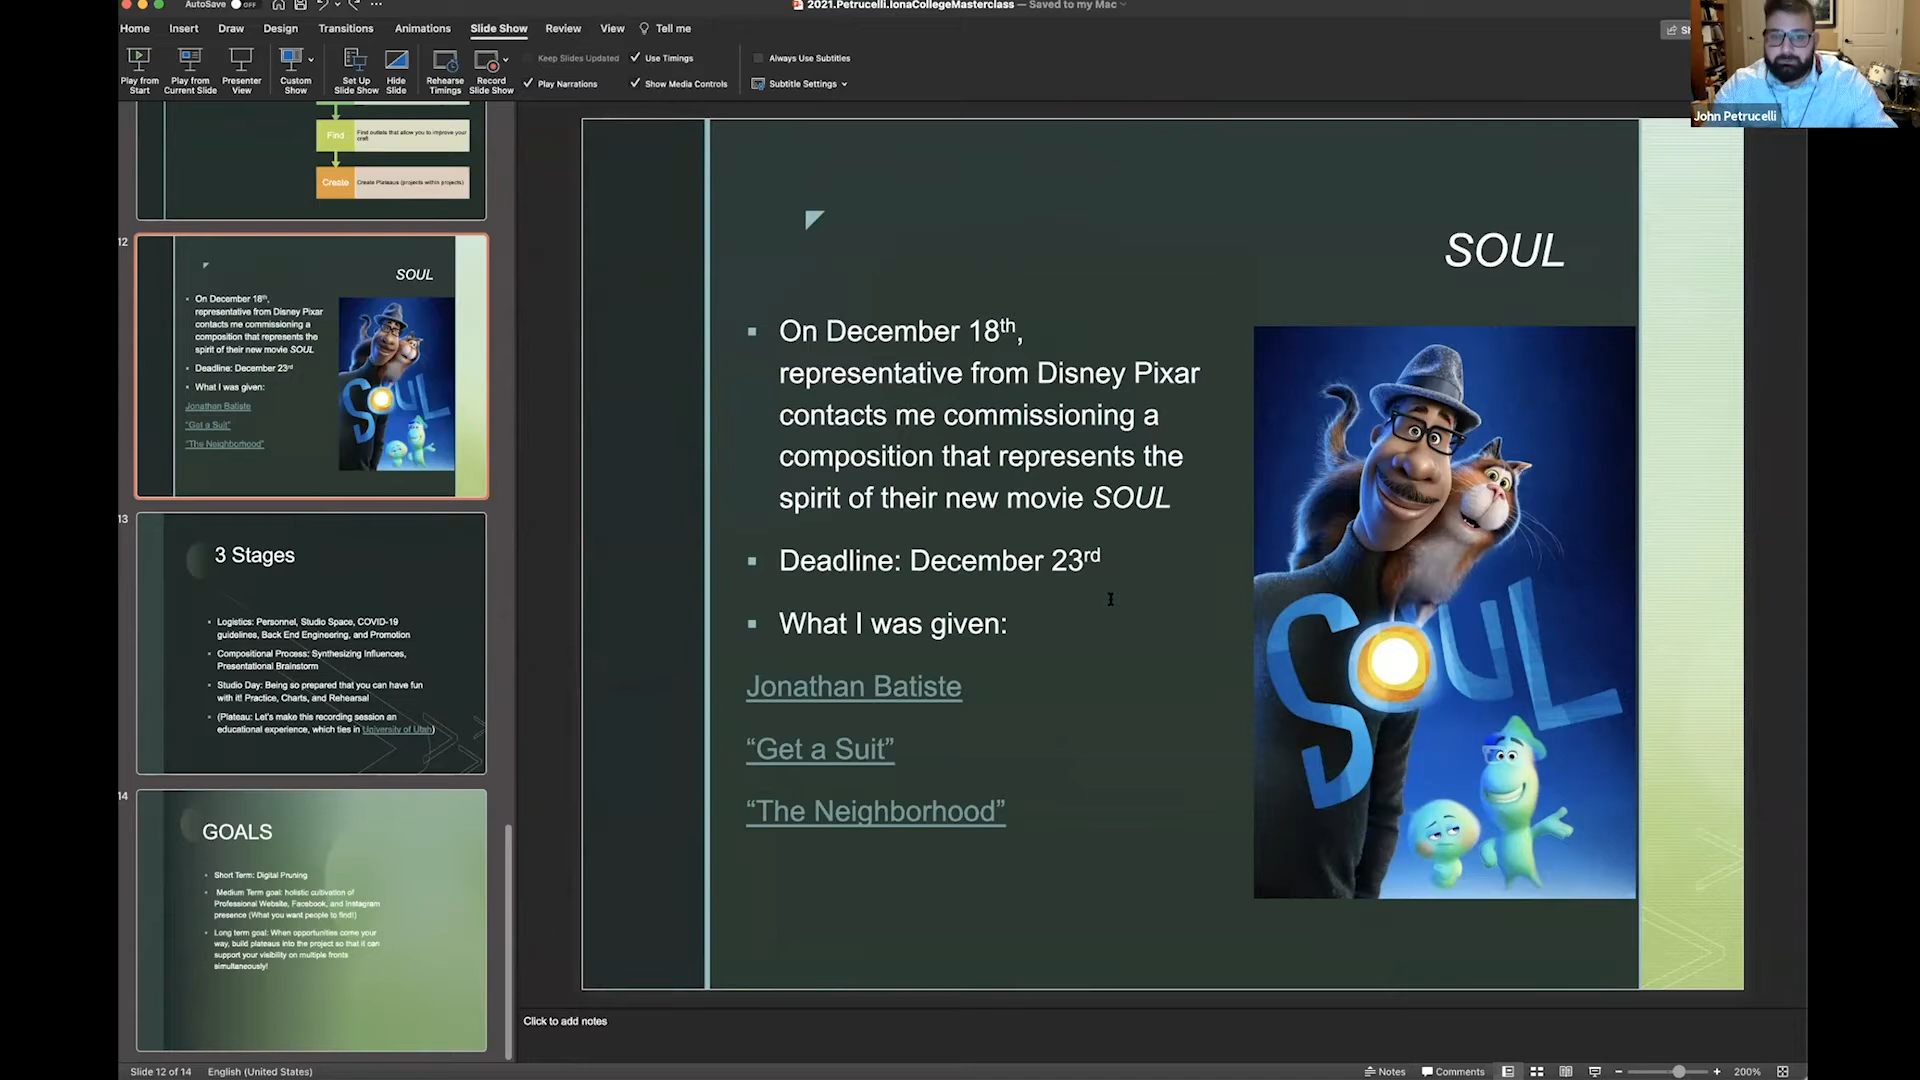 AutoSave OFF
2021.Petrucelli.IonaCollegeMasterclass — Saved to my Mac
Home Insert Draw Design Transitions Animations Slide Show Review View Tell me
Play from Start
Play from Current Slide
Presenter View
Custom Show
Set Up Slide Show
Hide Slide
Rehearse Timings
Record Slide Show
Keep Slides Updated
Use Timings
Play Narrations
Show Media Controls
Always Use Subtitles
Subtitle Settings
John Petrucelli
Find
Find outlets that allow you to improve your
craft
Create
Create Plateaus (projects within projects)
12
SOUL
On December 18th,
representative from Disney Pixar
contacts me commissioning a
composition that represents the
spirit of their new movie SOUL
Deadline: December 23rd
What I was given:
Jonathan Batiste
"Get a Suit"
"The Neighborhood"
SOUL
13
3 Stages
Logistics: Personnel, Studio Space, COVID-19
guidelines, Back End Engineering, and Promotion
Compositional Process: Synthesizing Influences,
Presentational Brainstorm
Studio Day: Being so prepared that you can have fun
with it! Practice, Charts, and Rehearsal
(Plateau: Let's make this recording session an
educational experience, which ties in University of Utah)
14
GOALS
Short Term: Digital Pruning
Medium Term goal: holistic cultivation of
Professional Website, Facebook, and Instagram
presence (What you want people to find!)
Long term goal: When opportunities come your
way, build plateaus into the project so that it can
support your visibility on multiple fronts
simultaneously!
SOUL
On December 18th,
representative from Disney Pixar
contacts me commissioning a
composition that represents the
spirit of their new movie SOUL
Deadline: December 23rd
What I was given:
Jonathan Batiste
"Get a Suit"
"The Neighborhood"
SOUL
Click to add notes
Slide 12 of 14 English (United States)
Notes Comments 200%